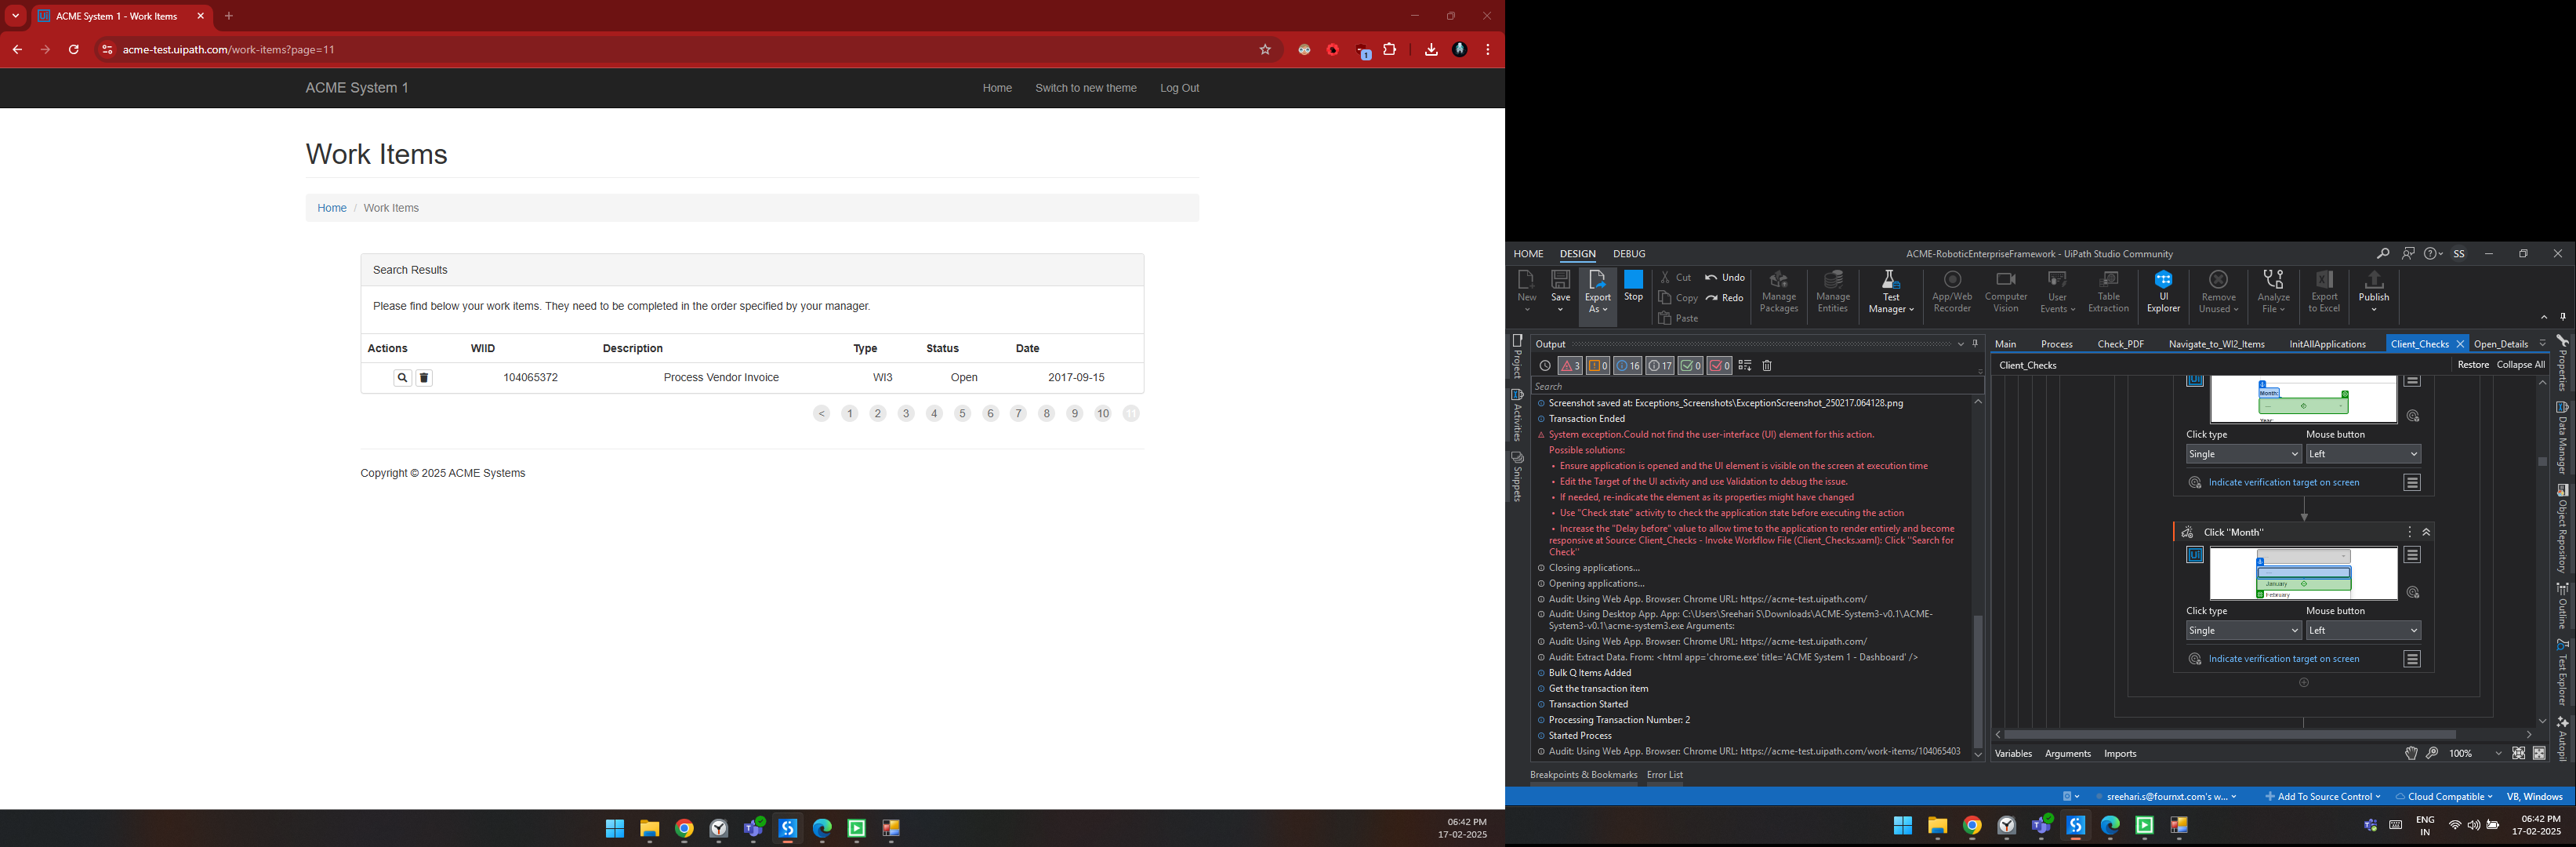 ACME System 1 - Work Items
acme-test.uipath.com/work-items?page=11
1
ACME System 1
Home
Switch to new theme
Log Out
Work Items
Home / Work Items
Search Results
Please find below your work items. They need to be completed in the order specified by your manager.
Actions WIID Description Type Status Date
104065372 Process Vendor Invoice WI3 Open 2017-09-15
< 1 2 3 4 5 6 7 8 9 10 11
Copyright © 2025 ACME Systems
06:42 PM
17-02-2025
HOME DESIGN DEBUG
ACME-RoboticEnterpriseFramework - UiPath Studio Community
SS
New
Save
Export As
Stop
Cut
Copy
Paste
Undo
Redo
Manage Packages
Manage Entities
Test Manager
App/Web Recorder
Computer Vision
User Events
Table Extraction
UI Explorer
Remove Unused
Analyze File
Export to Excel
Publish
Project
Activities
Snippets
Output
3 0 16 17 0 0
Search
Screenshot saved at: Exceptions_Screenshots\ExceptionScreenshot_250217.064128.png
Transaction Ended
System exception.Could not find the user-interface (UI) element for this action.
Possible solutions:
• Ensure application is opened and the UI element is visible on the screen at execution time
• Edit the Target of the UI activity and use Validation to debug the issue.
• If needed, re-indicate the element as its properties might have changed
• Use "Check state" activity to check the application state before executing the action
• Increase the "Delay before" value to allow time to the application to render entirely and become
responsive at Source: Client_Checks - Invoke Workflow File (Client_Checks.xaml): Click "Search for
Check"
Closing applications...
Opening applications...
Audit: Using Web App. Browser: Chrome URL: https://acme-test.uipath.com/
Audit: Using Desktop App. App: C:\Users\Sreehari S\Downloads\ACME-System3-v0.1\ACME-
System3-v0.1\acme-system3.exe Arguments:
Audit: Using Web App. Browser: Chrome URL: https://acme-test.uipath.com/
Audit: Extract Data. From: <html app='chrome.exe' title='ACME System 1 - Dashboard' />
Bulk Q Items Added
Get the transaction item
Transaction Started
Processing Transaction Number: 2
Started Process
Audit: Using Web App. Browser: Chrome URL: https://acme-test.uipath.com/work-items/104065403
Breakpoints & Bookmarks Error List
Main Process Check_PDF Navigate_to_WI2_Items InitAllApplications Client_Checks Open_Details
Client_Checks
Restore Collapse All
Month:
Year:
Click type Mouse button
Single Left
Indicate verification target on screen
Click "Month"
January
February
Click type Mouse button
Single Left
Indicate verification target on screen
Variables Arguments Imports
100%
Properties
Data Manager
Object Repository
Outline
Test Explorer
Autopil
sreehari.s@fournxt.com's w...
Add To Source Control
Cloud Compatible
VB, Windows
ENG
IN
06:42 PM
17-02-2025